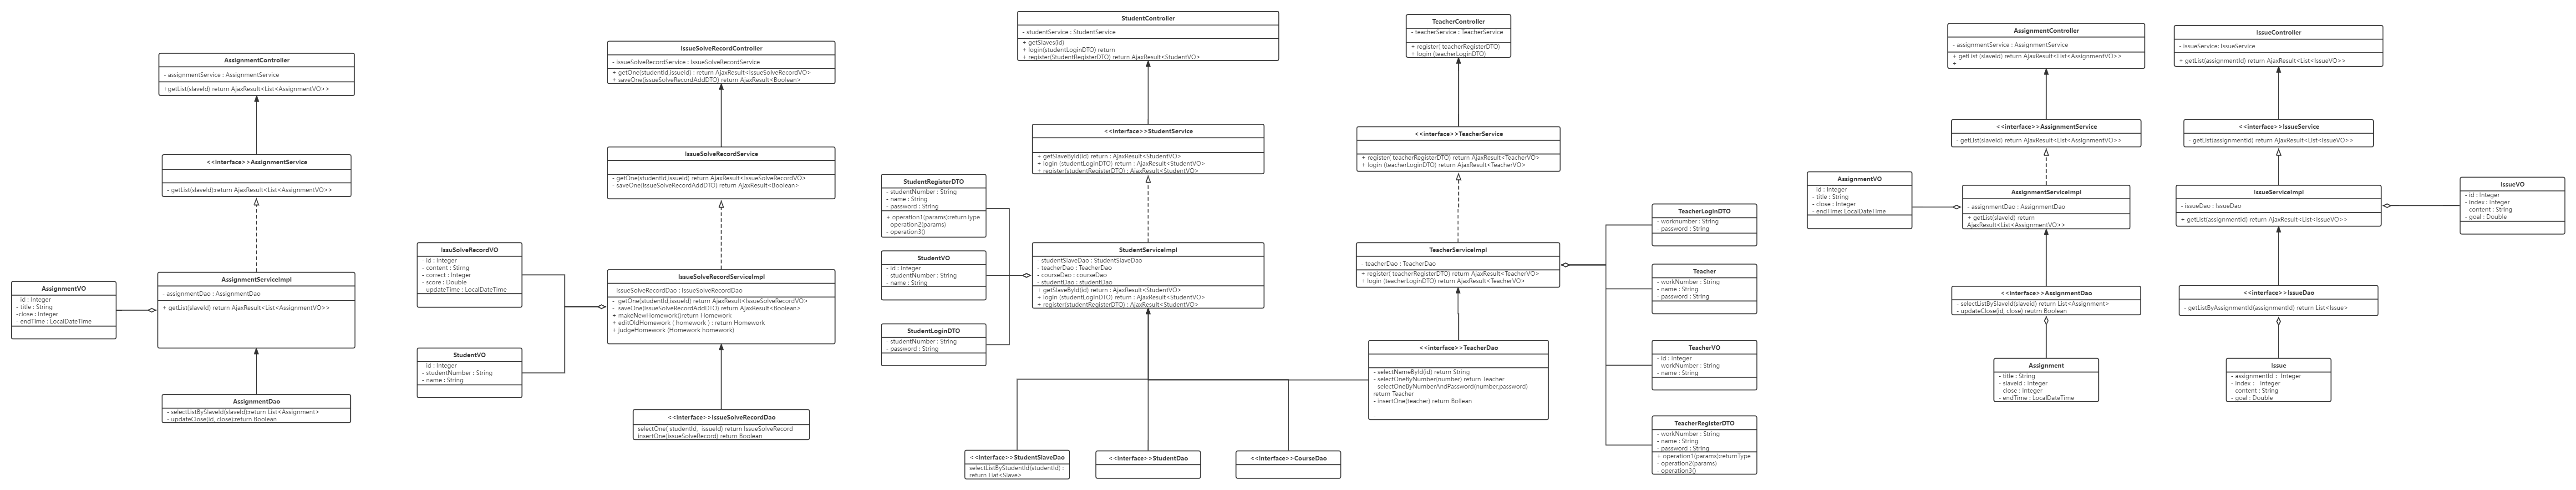 AssignmentController
- assignmentService : AssignmentService
+getList(slaveId) return AjaxResult<List<AssignmentVO>>
<<interface>>AssignmentService
- getList(slaveId):return AjaxResult<List<AssignmentVO>>
AssignmentVO
- id : Integer
- title : String
-close : Integer
- endTime : LocalDateTime
AssignmentServiceImpl
- assignmentDao : AssignmentDao
+ getList(slaveId) return AjaxResult<List<AssignmentVO>>
AssignmentDao
- selectListBySlaveId(slaveId):return List<Assignment>
- updateClose(id, close):return Boolean
IssueSolveRecordController
- issueSolveRecordService : IssueSolveRecordService
+ getOne(studentId,issueId) : return AjaxResult<IssueSolveRecordVO>
+ saveOne(issueSolveRecordAddDTO) return AjaxResult<Boolean>
IssueSolveRecordService
- getOne(studentId,issueId) return AjaxResult<IssueSolveRecordVO>
- saveOne(issueSolveRecordAddDTO) return AjaxResult<Boolean>
IssuSolveRecordVO
- id : Integer
- content : Stirng
- correct : Integer
- score : Double
- updateTime : LocalDateTime
StudentVO
- id : Integer
- studentNumber : String
- name : String
IssueSolveRecordServiceImpl
- issueSolveRecordDao : IssueSolveRecordDao
- getOne(studentId,issueId) return AjaxResult<IssueSolveRecordVO>
- saveOne(issueSolveRecordAddDTO) return AjaxResult<Boolean>
+ makeNewHomework()return Homework
+ editOldHomework ( homework ) : return Homework
+ judgeHomework (Homework homework)
<<interface>>IssueSolveRecordDao
selectOne( studentId, issueId) return IssueSolveRecord
insertOne(issueSolveRecord) return Boolean
StudentController
- studentService : StudentService
+ getSlaves(id)
+ login(studentLoginDTO) return
+ register(StudentRegisterDTO) return AjaxResult<StudentVO>
<<interface>>StudentService
+ getSlaveById(id) return : AjaxResult<StudentVO>
+ login (studentLoginDTO) return : AjaxResult<StudentVO>
+ register(studentRegisterDTO) : AjaxResult<StudentVO>
StudentRegisterDTO
- studentNumber : String
- name : String
- password : String
+ operation1(params):returnType
- operation2(params)
- operation3()
StudentVO
- id : Integer
- studentNumber : String
- name : String
StudentLoginDTO
- studentNumber : String
- password : String
StudentServiceImpl
- studentSlaveDao : StudentSlaveDao
- teacherDao : TeacherDao
- courseDao : courseDao
- studentDao : studentDao
+ getSlaveById(id) return : AjaxResult<StudentVO>
+ login (studentLoginDTO) return : AjaxResult<StudentVO>
+ register(studentRegisterDTO) : AjaxResult<StudentVO>
<<interface>>StudentSlaveDao
selectListByStudentId(studentId) :
return Liat<Slave>
<<interface>>StudentDao
<<interface>>CourseDao
TeacherController
- teacherService : TeacherService
+ register( teacherRegisterDTO)
+ login (teacherLoginDTO)
<<interface>>TeacherService
+ register( teacherRegisterDTO) return AjaxResult<TeacherVO>
+ login (teacherLoginDTO) return AjaxResult<TeacherVO>
TeacherServiceImpl
- teacherDao : TeacherDao
+ register( teacherRegisterDTO) return AjaxResult<TeacherVO>
+ login (teacherLoginDTO) return AjaxResult<TeacherVO>
<<interface>>TeacherDao
- selectNameById(id) return String
- selectOneByNumber(number) return Teacher
- selectOneByNumberAndPassword(number,password)
return Teacher
- insertOne(teacher) return Bollean
-
TeacherLoginDTO
- worknumber : String
- password : String
Teacher
- workNumber : String
- name : String
- password : String
TeacherVO
- id : Integer
- workNumber : String
- name : String
TeacherRegisterDTO
- workNumber : String
- name : String
- password : String
+ operation1(params):returnType
- operation2(params)
- operation3()
AssignmentController
- assignmentService : AssignmentService
+ getList (slaveId) return AjaxResult<List<AssignmentVO>>
+
<<interface>>AssignmentService
- getList(slaveId) return AjaxResult<List<AssignmentVO>>
AssignmentVO
- id : Integer
- title : String
- close : Integer
- endTime: LocalDateTime
AssignmentServiceImpl
- assignmentDao : AssignmentDao
+ getList(slaveId) return
AjaxResult<List<AssignmentVO>>
<<interface>>AssignmentDao
- selectListBySlaveId(slaveId) return List<Assignment>
- updateClose(id, close) reutrn Boolean
Assignment
- title : String
- slaveId : Integer
- close : Integer
- endTime : LocalDateTime
IssueController
- issueService: IssueService
+ getList(assignmentId) return AjaxResult<List<IssueVO>>
<<interface>>IssueService
- getList(assignmentId) return AjaxResult<List<IssueVO>>
IssueServiceImpl
- issueDao : IssueDao
+ getList(assignmentId) return AjaxResult<List<IssueVO>>
IssueVO
- id : Integer
- index : Integer
- content : String
- goal : Double
<<interface>>IssueDao
- getListByAssignmentId(assignmentId) return List<Issue>
Issue
- assignmentId : Integer
- index : Integer
- content : String
- goal : Double